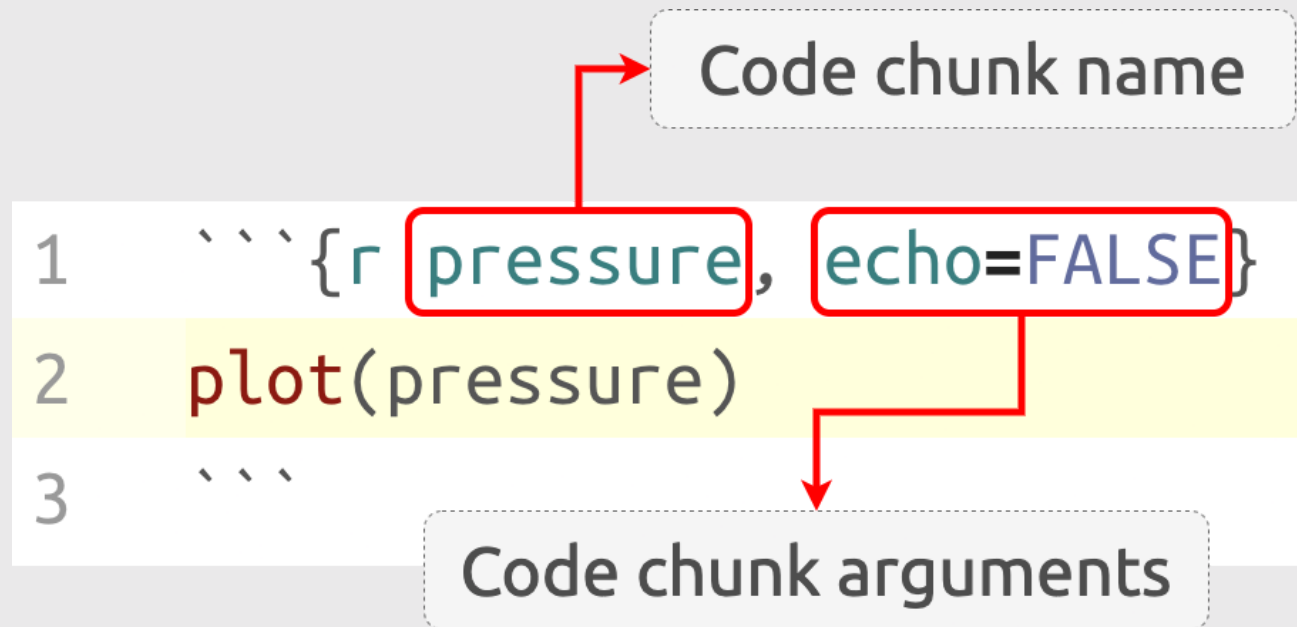 Code chunk name
1 ```{r pressure, echo=FALSE}
2 plot(pressure)
3 ```
Code chunk arguments